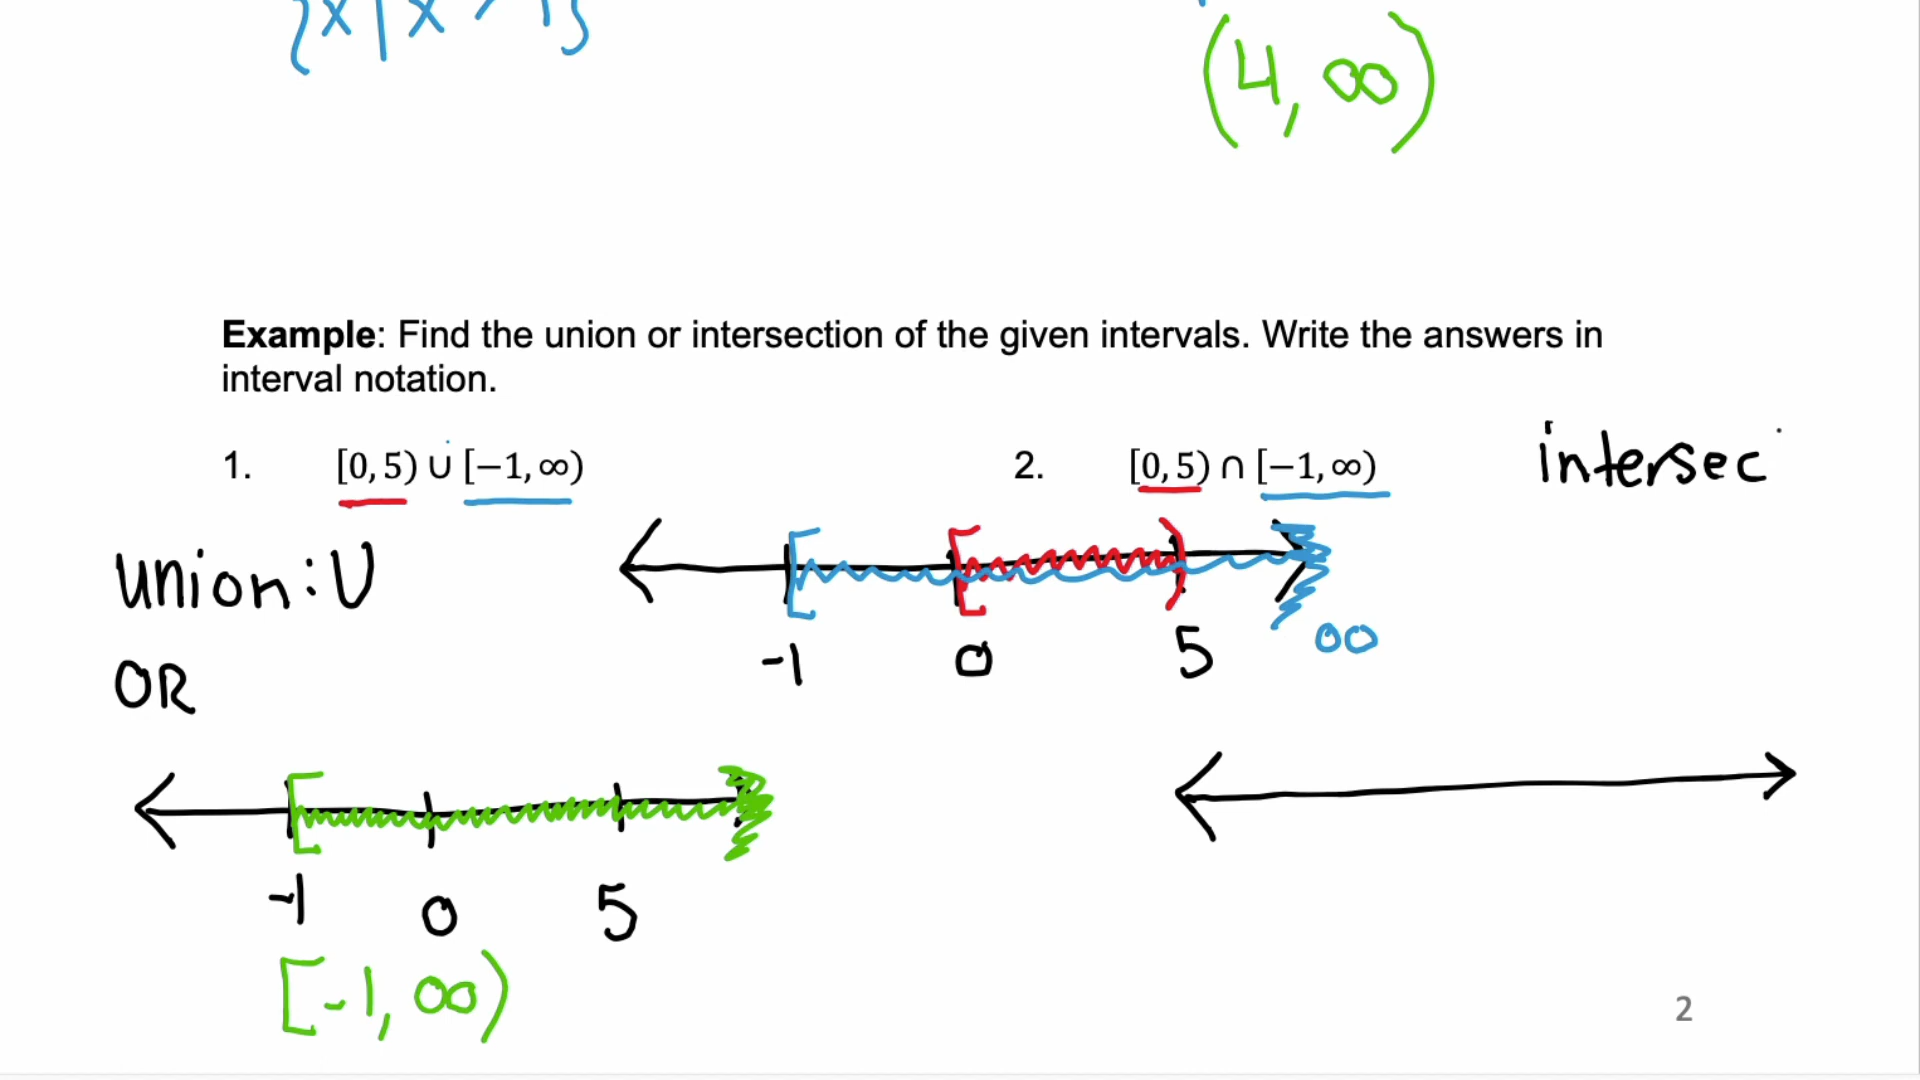 {x|x>1}
(4, ∞)
Example: Find the union or intersection of the given intervals. Write the answers in
interval notation.
1. [0, 5) ∪ [−1, ∞)
2. [0, 5) ∩ [−1, ∞)
intersec
union: U
OR
-1 0 5 ∞
-1 0 5
[-1, ∞)
2